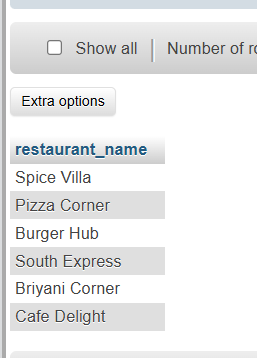 Show all Number of
Extra options
restaurant_name
Spice Villa
Pizza Corner
Burger Hub
South Express
Briyani Corner
Cafe Delight